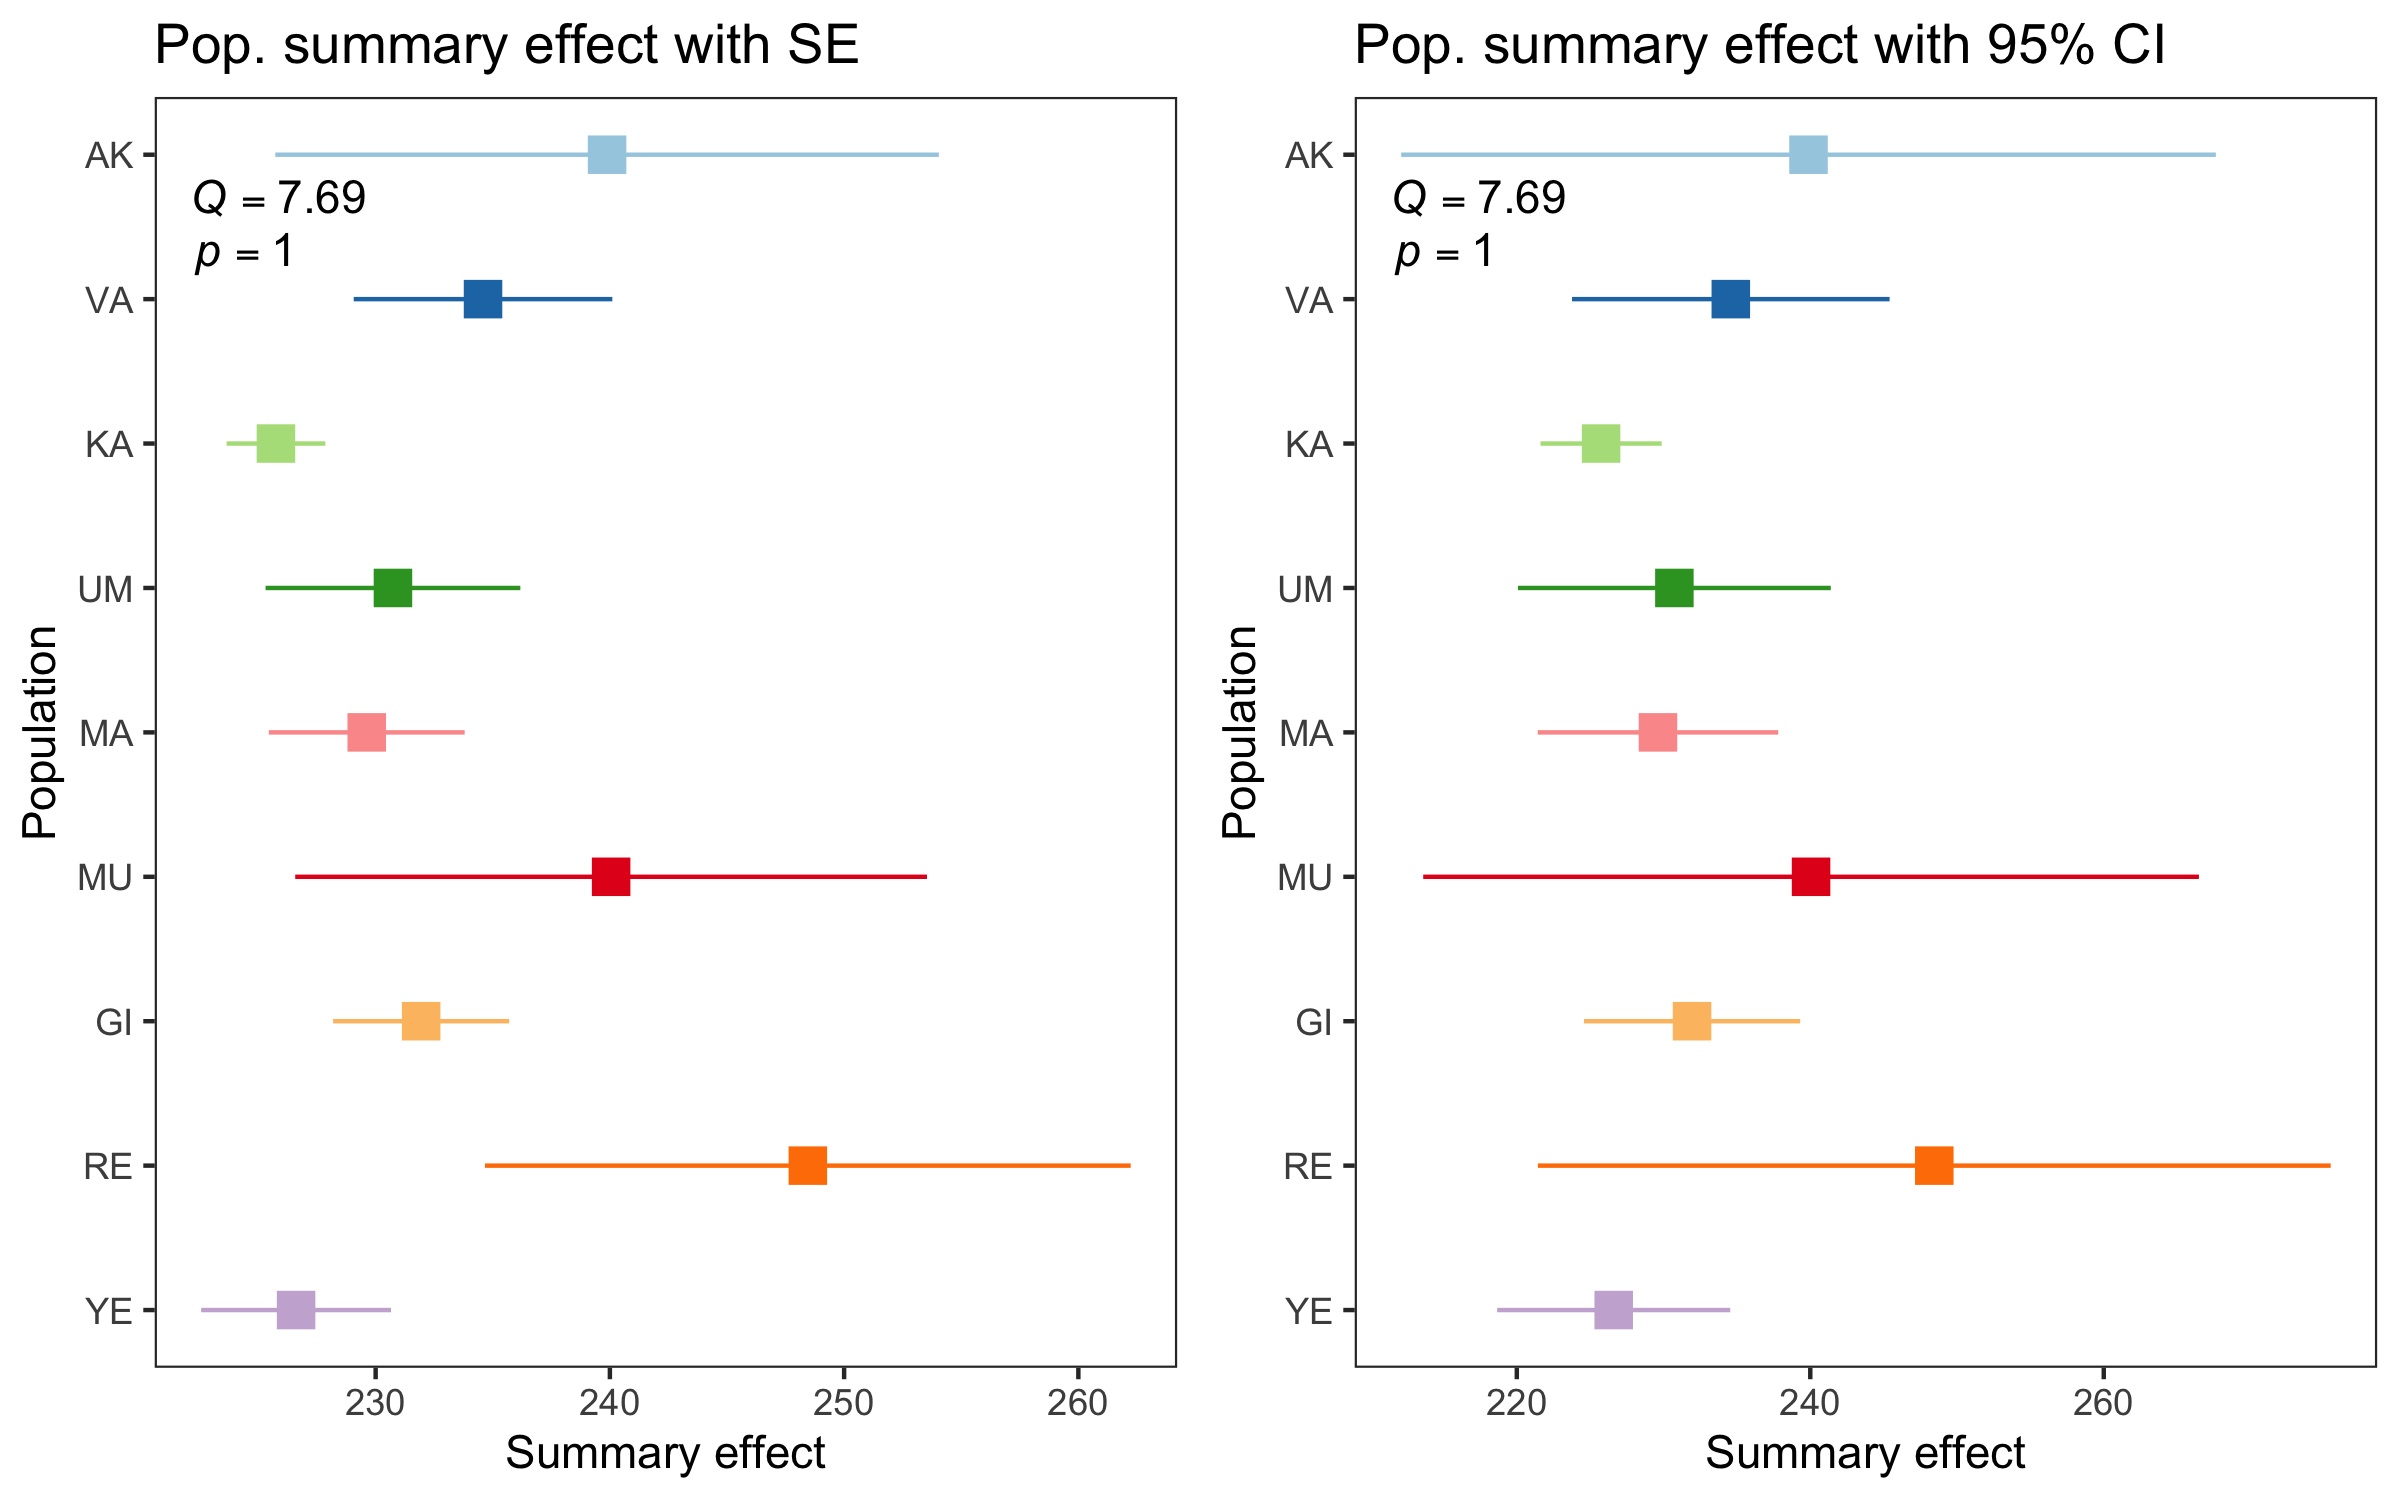 Pop. summary effect with SE
AK
Q = 7.69
p = 1
VA
KA
UM
MA
MU
GI
RE
YE
Population
230 240 250 260
Summary effect
Pop. summary effect with 95% CI
AK
Q = 7.69
p = 1
VA
KA
UM
MA
MU
GI
RE
YE
Population
220 240 260
Summary effect